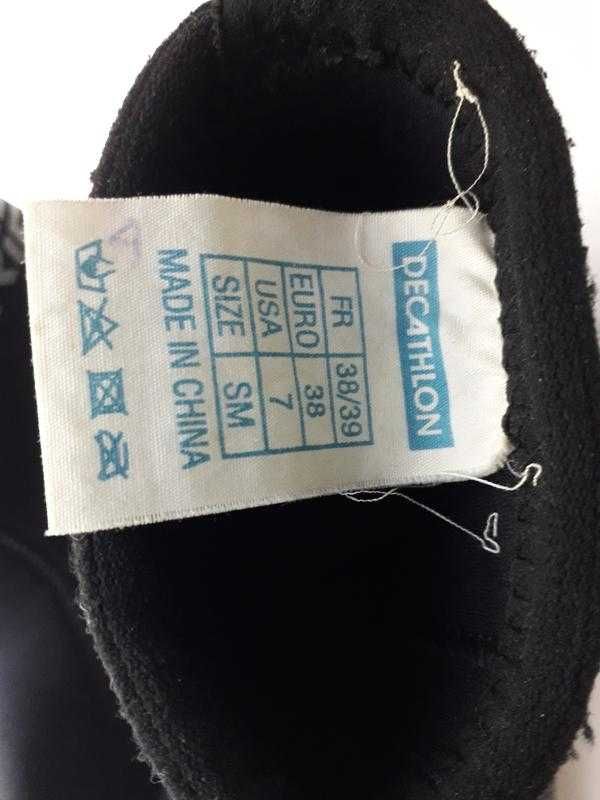 DECATHLON
FR 38/39
EURO 38
USA 7
SIZE SM
MADE IN CHINA